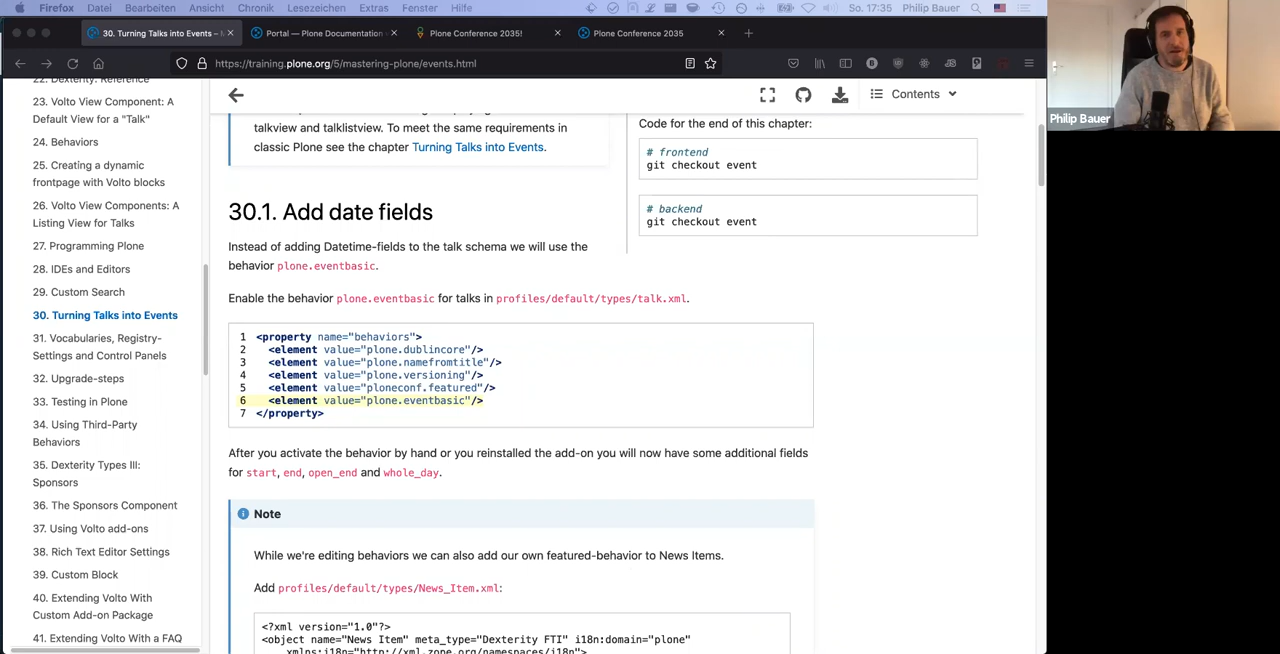 Firefox Datei Bearbeiten Ansicht Chronik Lesezeichen Extras Fenster Hilfe So. 17:35 Philip Bauer
30. Turning Talks into Events – M
Portal — Plone Documentation
Plone Conference 2035!
Plone Conference 2035
https://training.plone.org/5/mastering-plone/events.html
Contents
22. Dexterity: Reference
23. Volto View Component: A
Default View for a "Talk"
24. Behaviors
25. Creating a dynamic
frontpage with Volto blocks
26. Volto View Components: A
Listing View for Talks
27. Programming Plone
28. IDEs and Editors
29. Custom Search
30. Turning Talks into Events
31. Vocabularies, Registry-
Settings and Control Panels
32. Upgrade-steps
33. Testing in Plone
34. Using Third-Party
Behaviors
35. Dexterity Types III:
Sponsors
36. The Sponsors Component
37. Using Volto add-ons
38. Rich Text Editor Settings
39. Custom Block
40. Extending Volto With
Custom Add-on Package
41. Extending Volto With a FAQ
talkview and talklistview. To meet the same requirements in
classic Plone see the chapter Turning Talks into Events.
Code for the end of this chapter:
# frontend
git checkout event
# backend
git checkout event
30.1. Add date fields
Instead of adding Datetime-fields to the talk schema we will use the
behavior plone.eventbasic.
Enable the behavior plone.eventbasic for talks in profiles/default/types/talk.xml.
1 <property name="behaviors">
2 <element value="plone.dublincore"/>
3 <element value="plone.namefromtitle"/>
4 <element value="plone.versioning"/>
5 <element value="ploneconf.featured"/>
6 <element value="plone.eventbasic"/>
7 </property>
After you activate the behavior by hand or you reinstalled the add-on you will now have some additional fields
for start, end, open_end and whole_day.
Note
While we're editing behaviors we can also add our own featured-behavior to News Items.
Add profiles/default/types/News_Item.xml:
<?xml version="1.0"?>
<object name="News Item" meta_type="Dexterity FTI" i18n:domain="plone"
xmlns:i18n="http://xml.zope.org/namespaces/i18n">
Philip Bauer